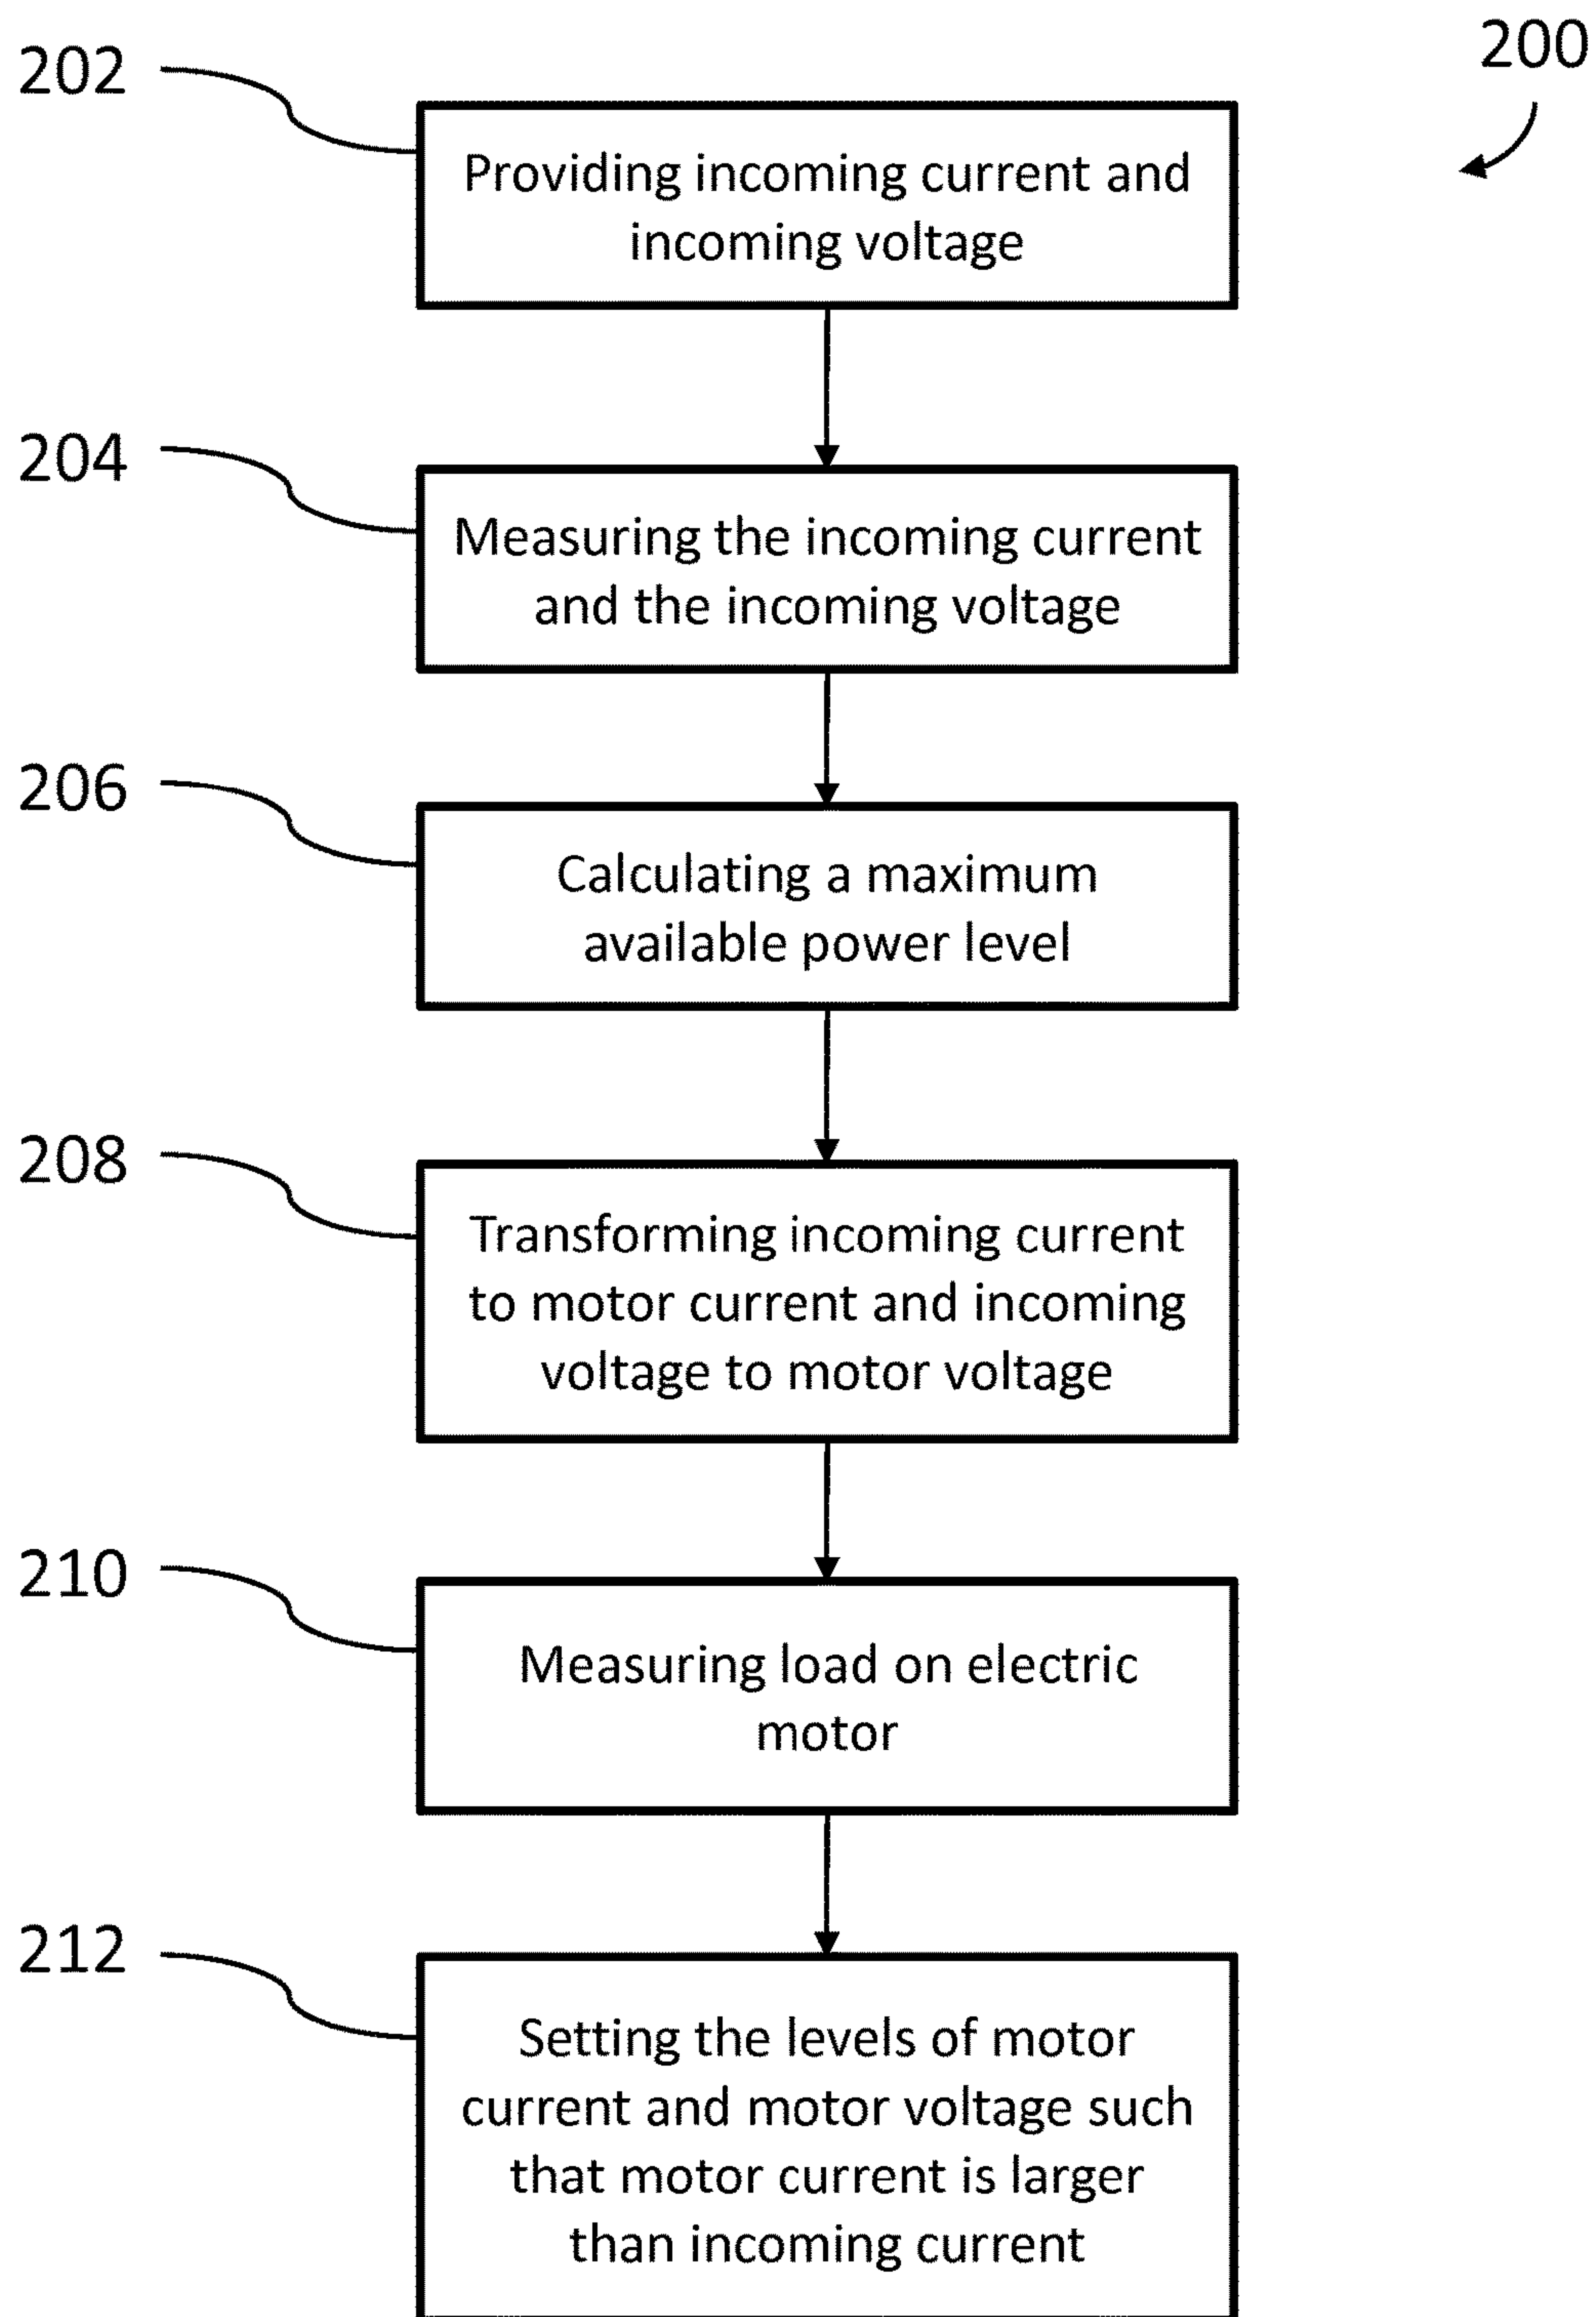 200
202
Providing incoming current and
incoming voltage
204
Measuring the incoming current
and the incoming voltage
206
Calculating a maximum
available power level
208
Transforming incoming current
to motor current and incoming
voltage to motor voltage
210
Measuring load on electric
motor
212
Setting the levels of motor
current and motor voltage such
that motor current is larger
than incoming current